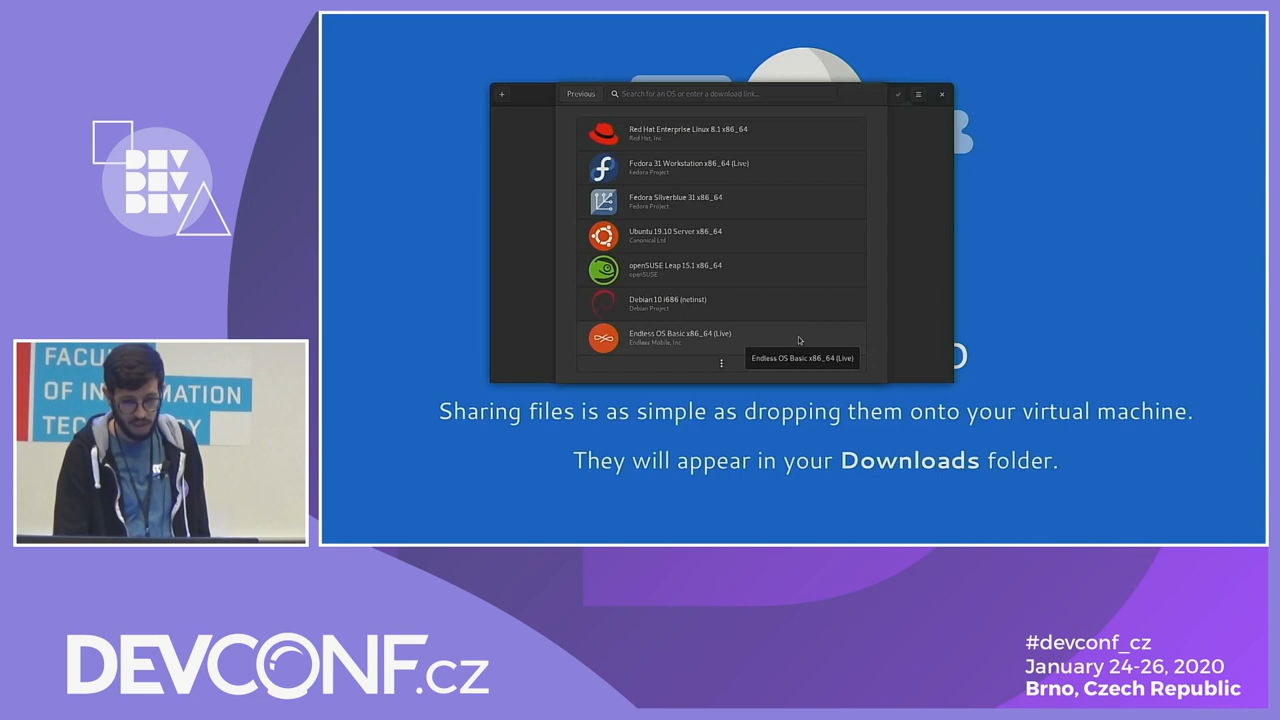 DEV
DEV
DEV
Previous
Search for an OS or enter a download link...
Red Hat Enterprise Linux 8.1 x86_64
Red Hat, Inc
Fedora 31 Workstation x86_64 (Live)
Fedora Project
Fedora Silverblue 31 x86_64
Fedora Project
Ubuntu 19.10 Server x86_64
Canonical Ltd
openSUSE Leap 15.1 x86_64
openSUSE
Debian 10 i686 (netinst)
Debian Project
Endless OS Basic x86_64 (Live)
Endless Mobile, Inc
Endless OS Basic x86_64 (Live)
Sharing files is as simple as dropping them onto your virtual machine.
They will appear in your Downloads folder.
OF IN
MATION
DEVCONF.cz
#devconf_cz
January 24-26, 2020
Brno, Czech Republic